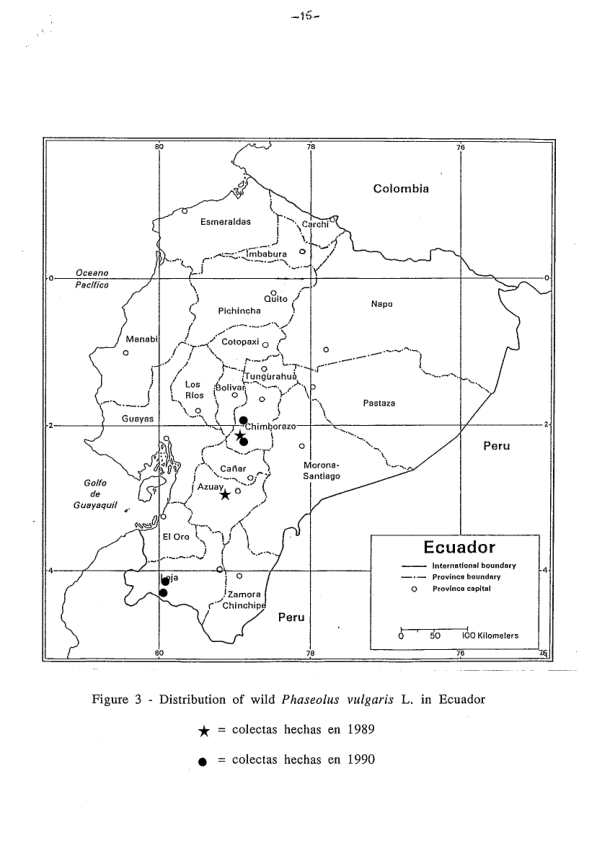 -15-
80
78
76
Colombia
Esmeraldas
Carchi
Imbabura
Oceano
Pacífico
0
0
Quito
Napo
Pichincha
Cotopaxi
Manabi
Tungurahua
Los
Ríos
Bolivar
Pastaza
Guayas
2
Chimborazo
2
Peru
Cañar
Morona-
Santiago
Golfo
de
Guayaquil
Azuay
El Oro
Ecuador
International boundary
Province boundary
Province capital
4
4
Loja
Zamora
Chinchipe
Peru
0 50 100 Kilometers
80
78
76
Figure 3 - Distribution of wild Phaseolus vulgaris L. in Ecuador
★ = colectas hechas en 1989
● = colectas hechas en 1990